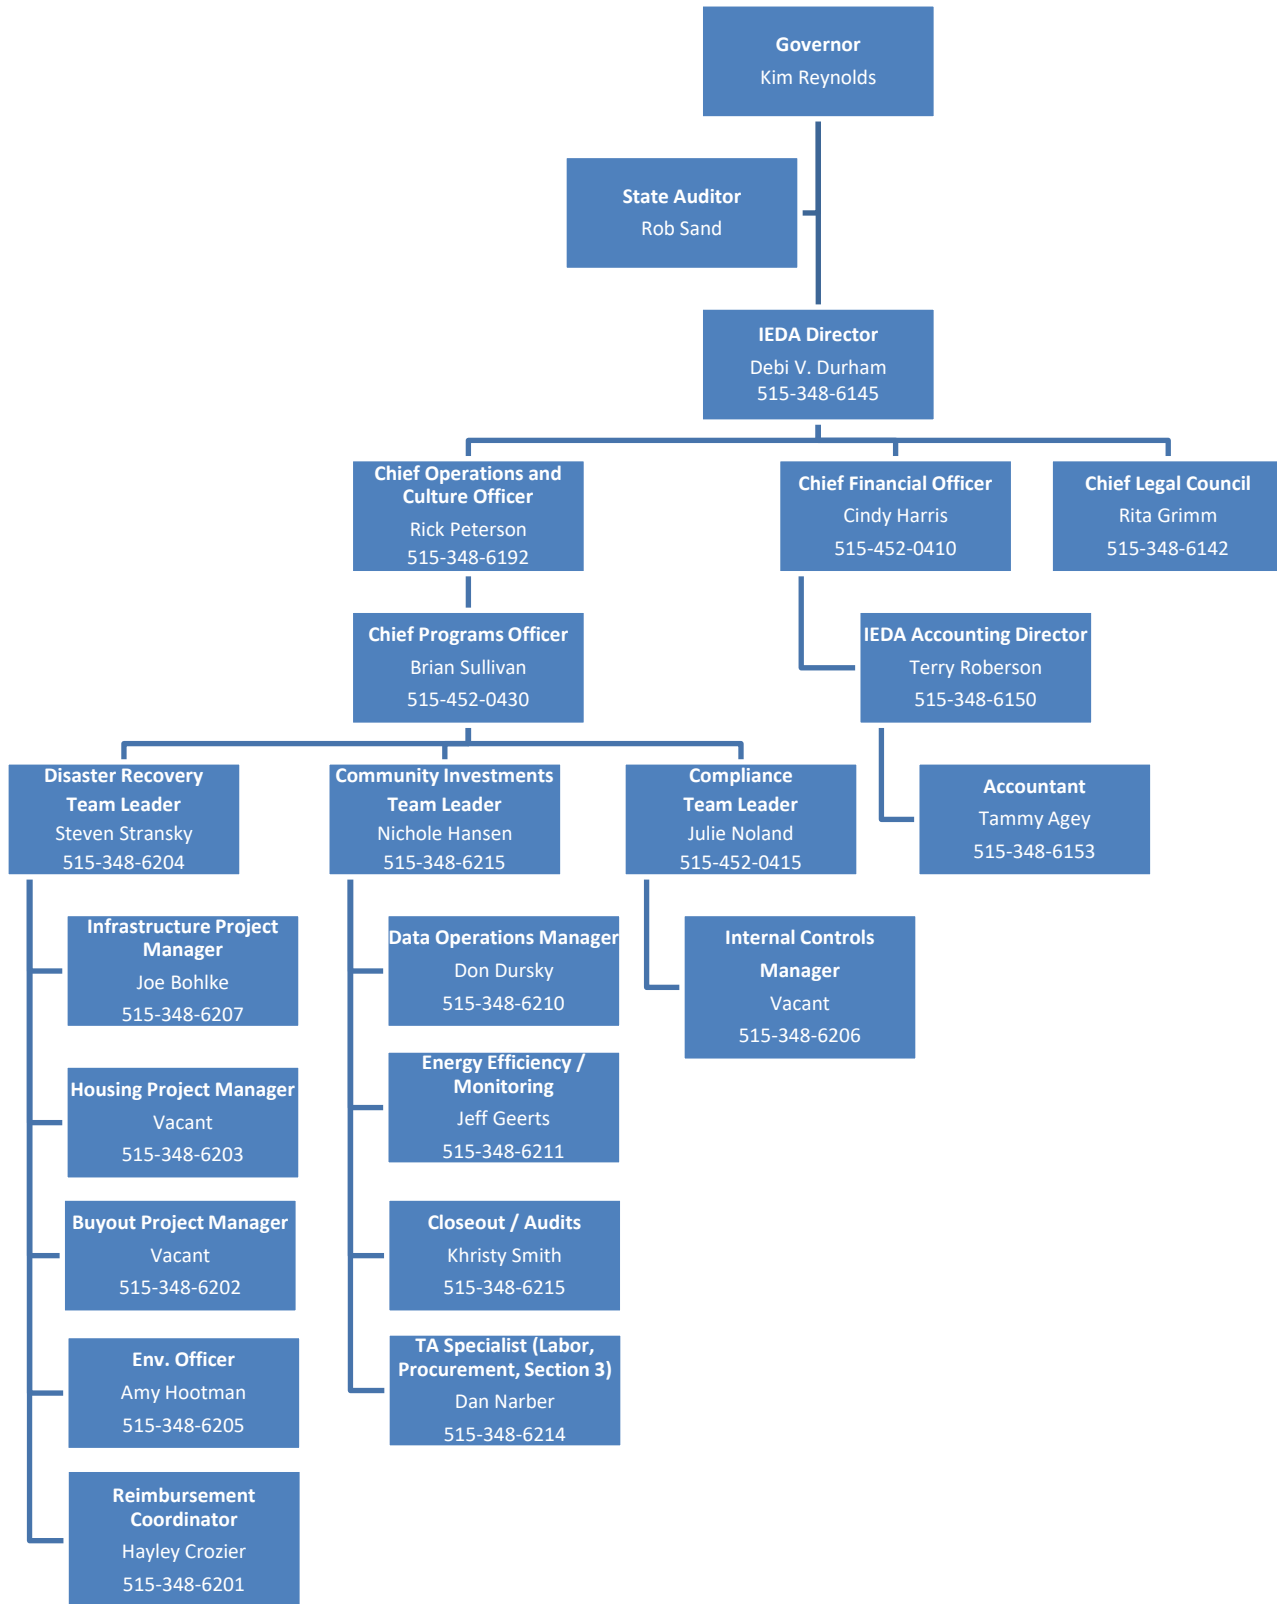 Governor
Kim Reynolds
State Auditor
Rob Sand
IEDA Director
Debi V. Durham
515-348-6145
Chief Operations and
Culture Officer
Rick Peterson
515-348-6192
Chief Financial Officer
Cindy Harris
515-452-0410
Chief Legal Council
Rita Grimm
515-348-6142
Chief Programs Officer
Brian Sullivan
515-452-0430
IEDA Accounting Director
Terry Roberson
515-348-6150
Disaster Recovery
Team Leader
Steven Stransky
515-348-6204
Community Investments
Team Leader
Nichole Hansen
515-348-6215
Compliance
Team Leader
Julie Noland
515-452-0415
Accountant
Tammy Agey
515-348-6153
Infrastructure Project
Manager
Joe Bohlke
515-348-6207
Data Operations Manager
Don Dursky
515-348-6210
Internal Controls
Manager
Vacant
515-348-6206
Housing Project Manager
Vacant
515-348-6203
Energy Efficiency /
Monitoring
Jeff Geerts
515-348-6211
Buyout Project Manager
Vacant
515-348-6202
Closeout / Audits
Khristy Smith
515-348-6215
Env. Officer
Amy Hootman
515-348-6205
TA Specialist (Labor,
Procurement, Section 3)
Dan Narber
515-348-6214
Reimbursement
Coordinator
Hayley Crozier
515-348-6201